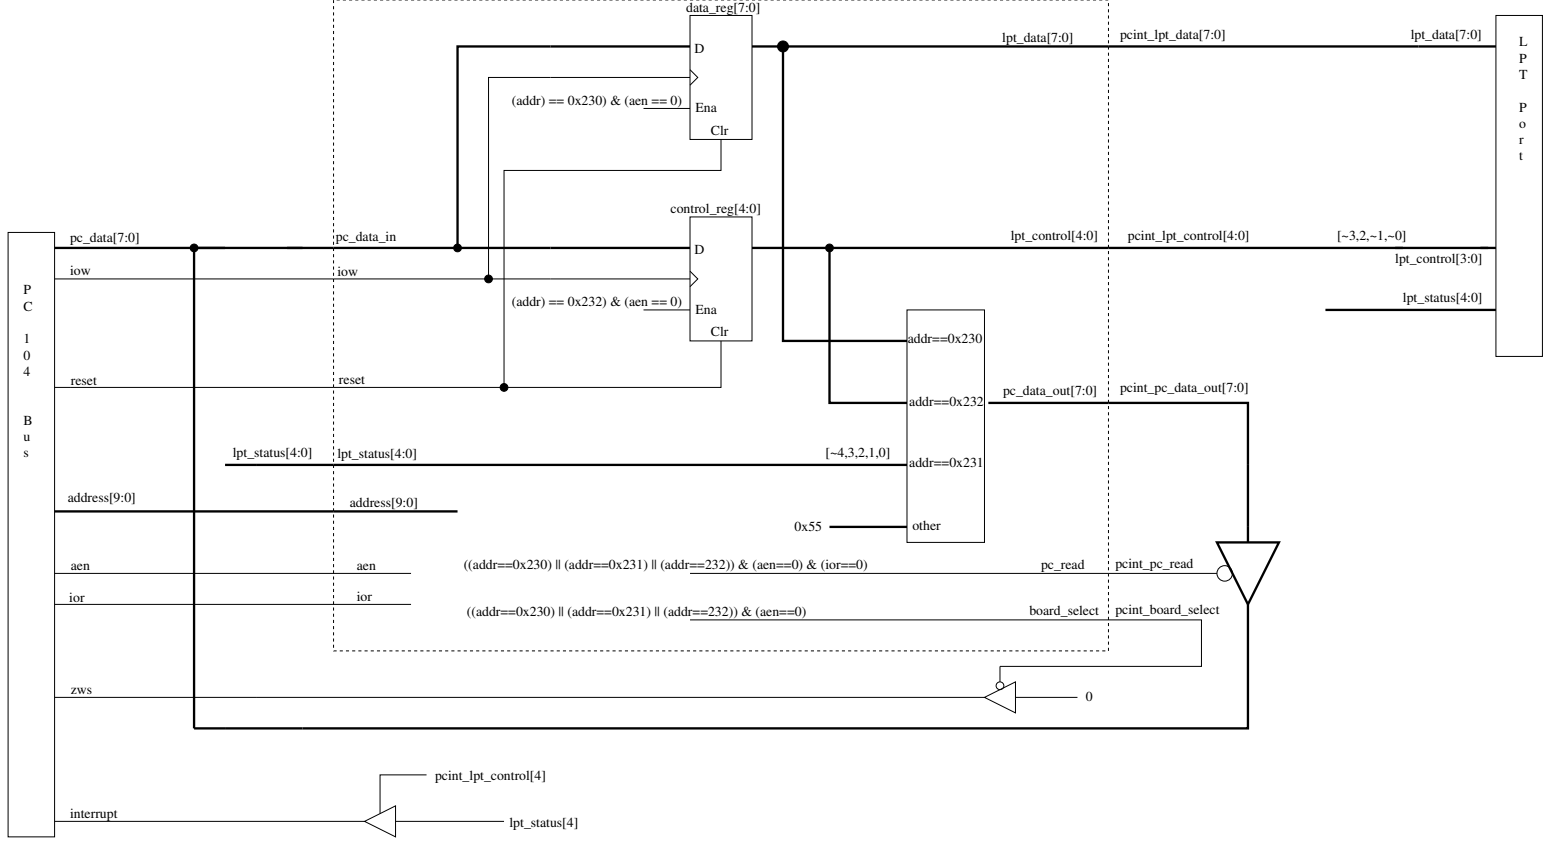 data_reg[7:0]
D
lpt_data[7:0]
pcint_lpt_data[7:0]
lpt_data[7:0]
LPT Port
(addr) == 0x230) & (aen == 0)
Ena
Clr
control_reg[4:0]
pc_data[7:0]
pc_data_in
D
lpt_control[4:0]
pcint_lpt_control[4:0]
[~3,2,~1,~0]
lpt_control[3:0]
iow
iow
PC 104 Bus
(addr) == 0x232) & (aen == 0)
Ena
Clr
lpt_status[4:0]
addr==0x230
reset
reset
addr==0x232
pc_data_out[7:0]
pcint_pc_data_out[7:0]
lpt_status[4:0]
lpt_status[4:0]
[~4,3,2,1,0]
addr==0x231
address[9:0]
address[9:0]
0x55
other
aen
aen
((addr==0x230) || (addr==0x231) || (addr==232)) & (aen==0) & (ior==0)
pc_read
pcint_pc_read
ior
ior
((addr==0x230) || (addr==0x231) || (addr==232)) & (aen==0)
board_select
pcint_board_select
zws
0
pcint_lpt_control[4]
interrupt
lpt_status[4]